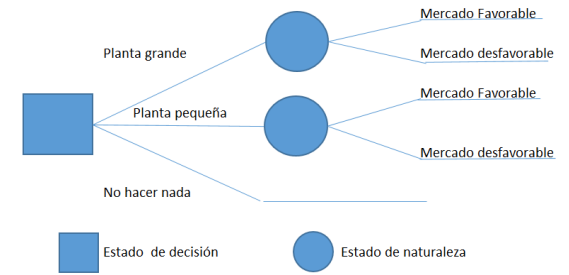 Mercado Favorable
Planta grande
Mercado desfavorable
Mercado Favorable
Planta pequeña
Mercado desfavorable
No hacer nada
Estado  de decisión
Estado de naturaleza